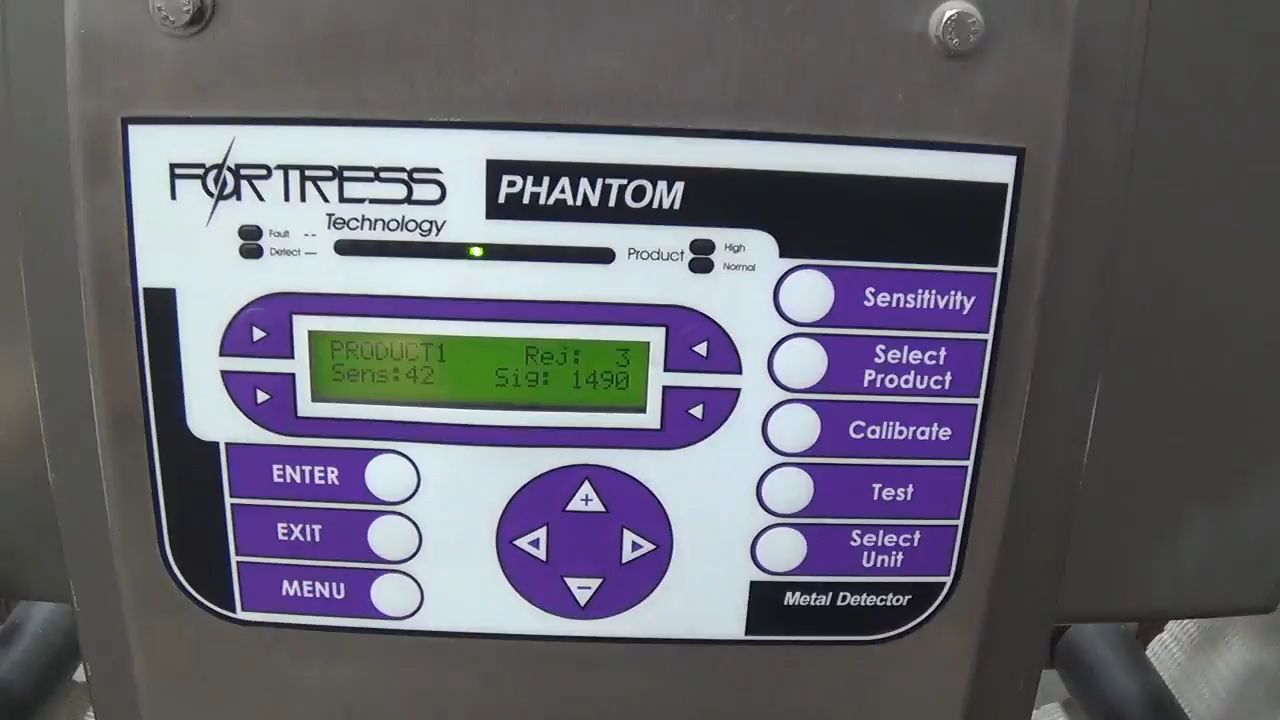 FORTRESS
Technology
PHANTOM
Fault --
Detect —
Product
High
Normal
PRODUCT1 Rej: 3
Sens:42 Sig: 1490
Sensitivity
Select
Product
Calibrate
Test
Select
Unit
ENTER
EXIT
MENU
+
−
Metal Detector